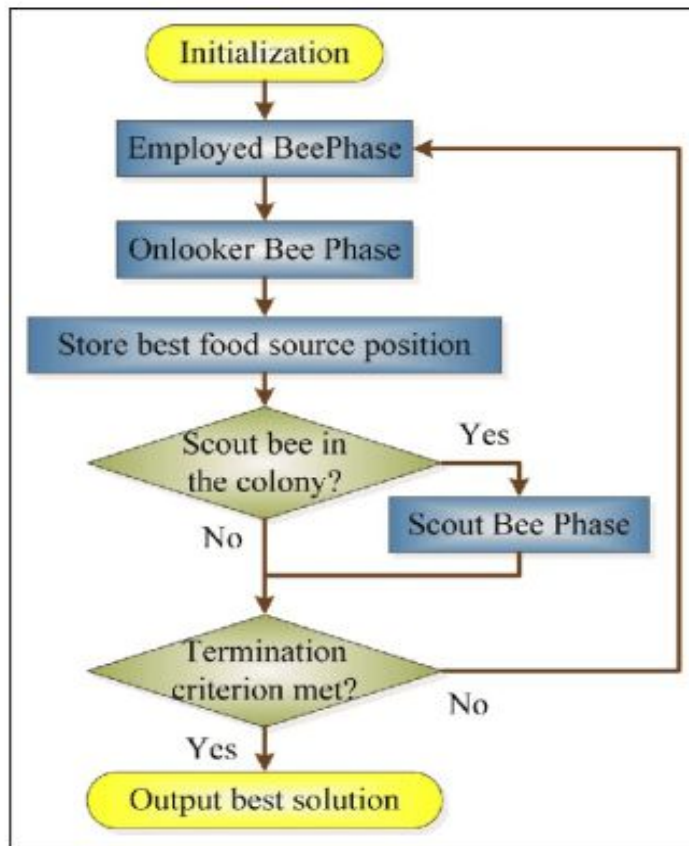 Initialization
Employed BeePhase
Onlooker Bee Phase
Store best food source position
Scout bee in
the colony?
Yes
Scout Bee Phase
No
Termination
criterion met?
No
Yes
Output best solution